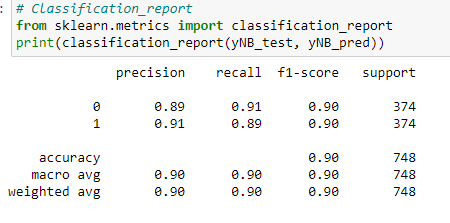 :
# Classification_report
from sklearn.metrics import classification_report
print(classification_report(yNB_test, yNB_pred))
precision recall f1-score support
0 0.89 0.91 0.90 374
1 0.91 0.89 0.90 374
accuracy 0.90 748
macro avg 0.90 0.90 0.90 748
weighted avg 0.90 0.90 0.90 748